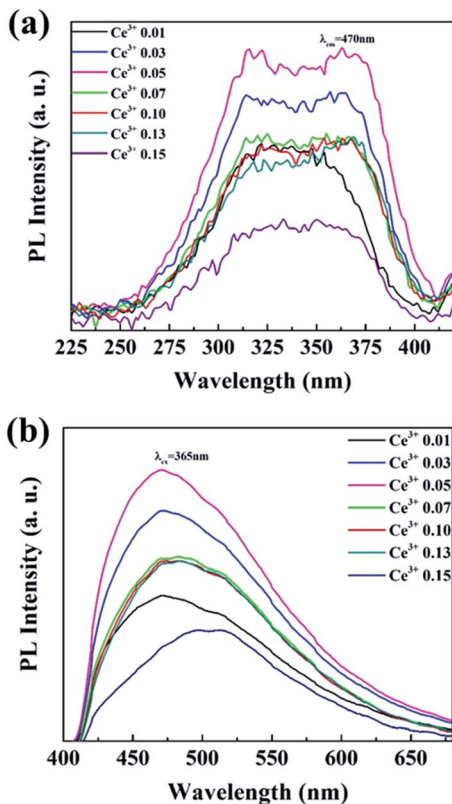 (a)
Ce³⁺ 0.01
Ce³⁺ 0.03
Ce³⁺ 0.05
Ce³⁺ 0.07
Ce³⁺ 0.10
Ce³⁺ 0.13
Ce³⁺ 0.15
λem=470nm
PL Intensity (a. u.)
225 250 275 300 325 350 375 400
Wavelength (nm)
(b)
λex=365nm
Ce³⁺ 0.01
Ce³⁺ 0.03
Ce³⁺ 0.05
Ce³⁺ 0.07
Ce³⁺ 0.10
Ce³⁺ 0.13
Ce³⁺ 0.15
PL Intensity (a. u.)
400 450 500 550 600 650
Wavelength (nm)